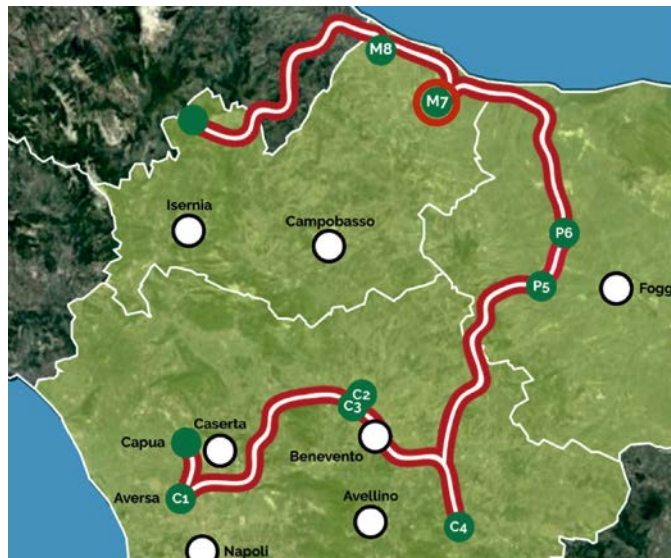 M8
M7
Isernia
Campobasso
P6
P5
Fogg
C2
C3
Caserta
Capua
Benevento
Aversa
C1
Avellino
C4
Napoli